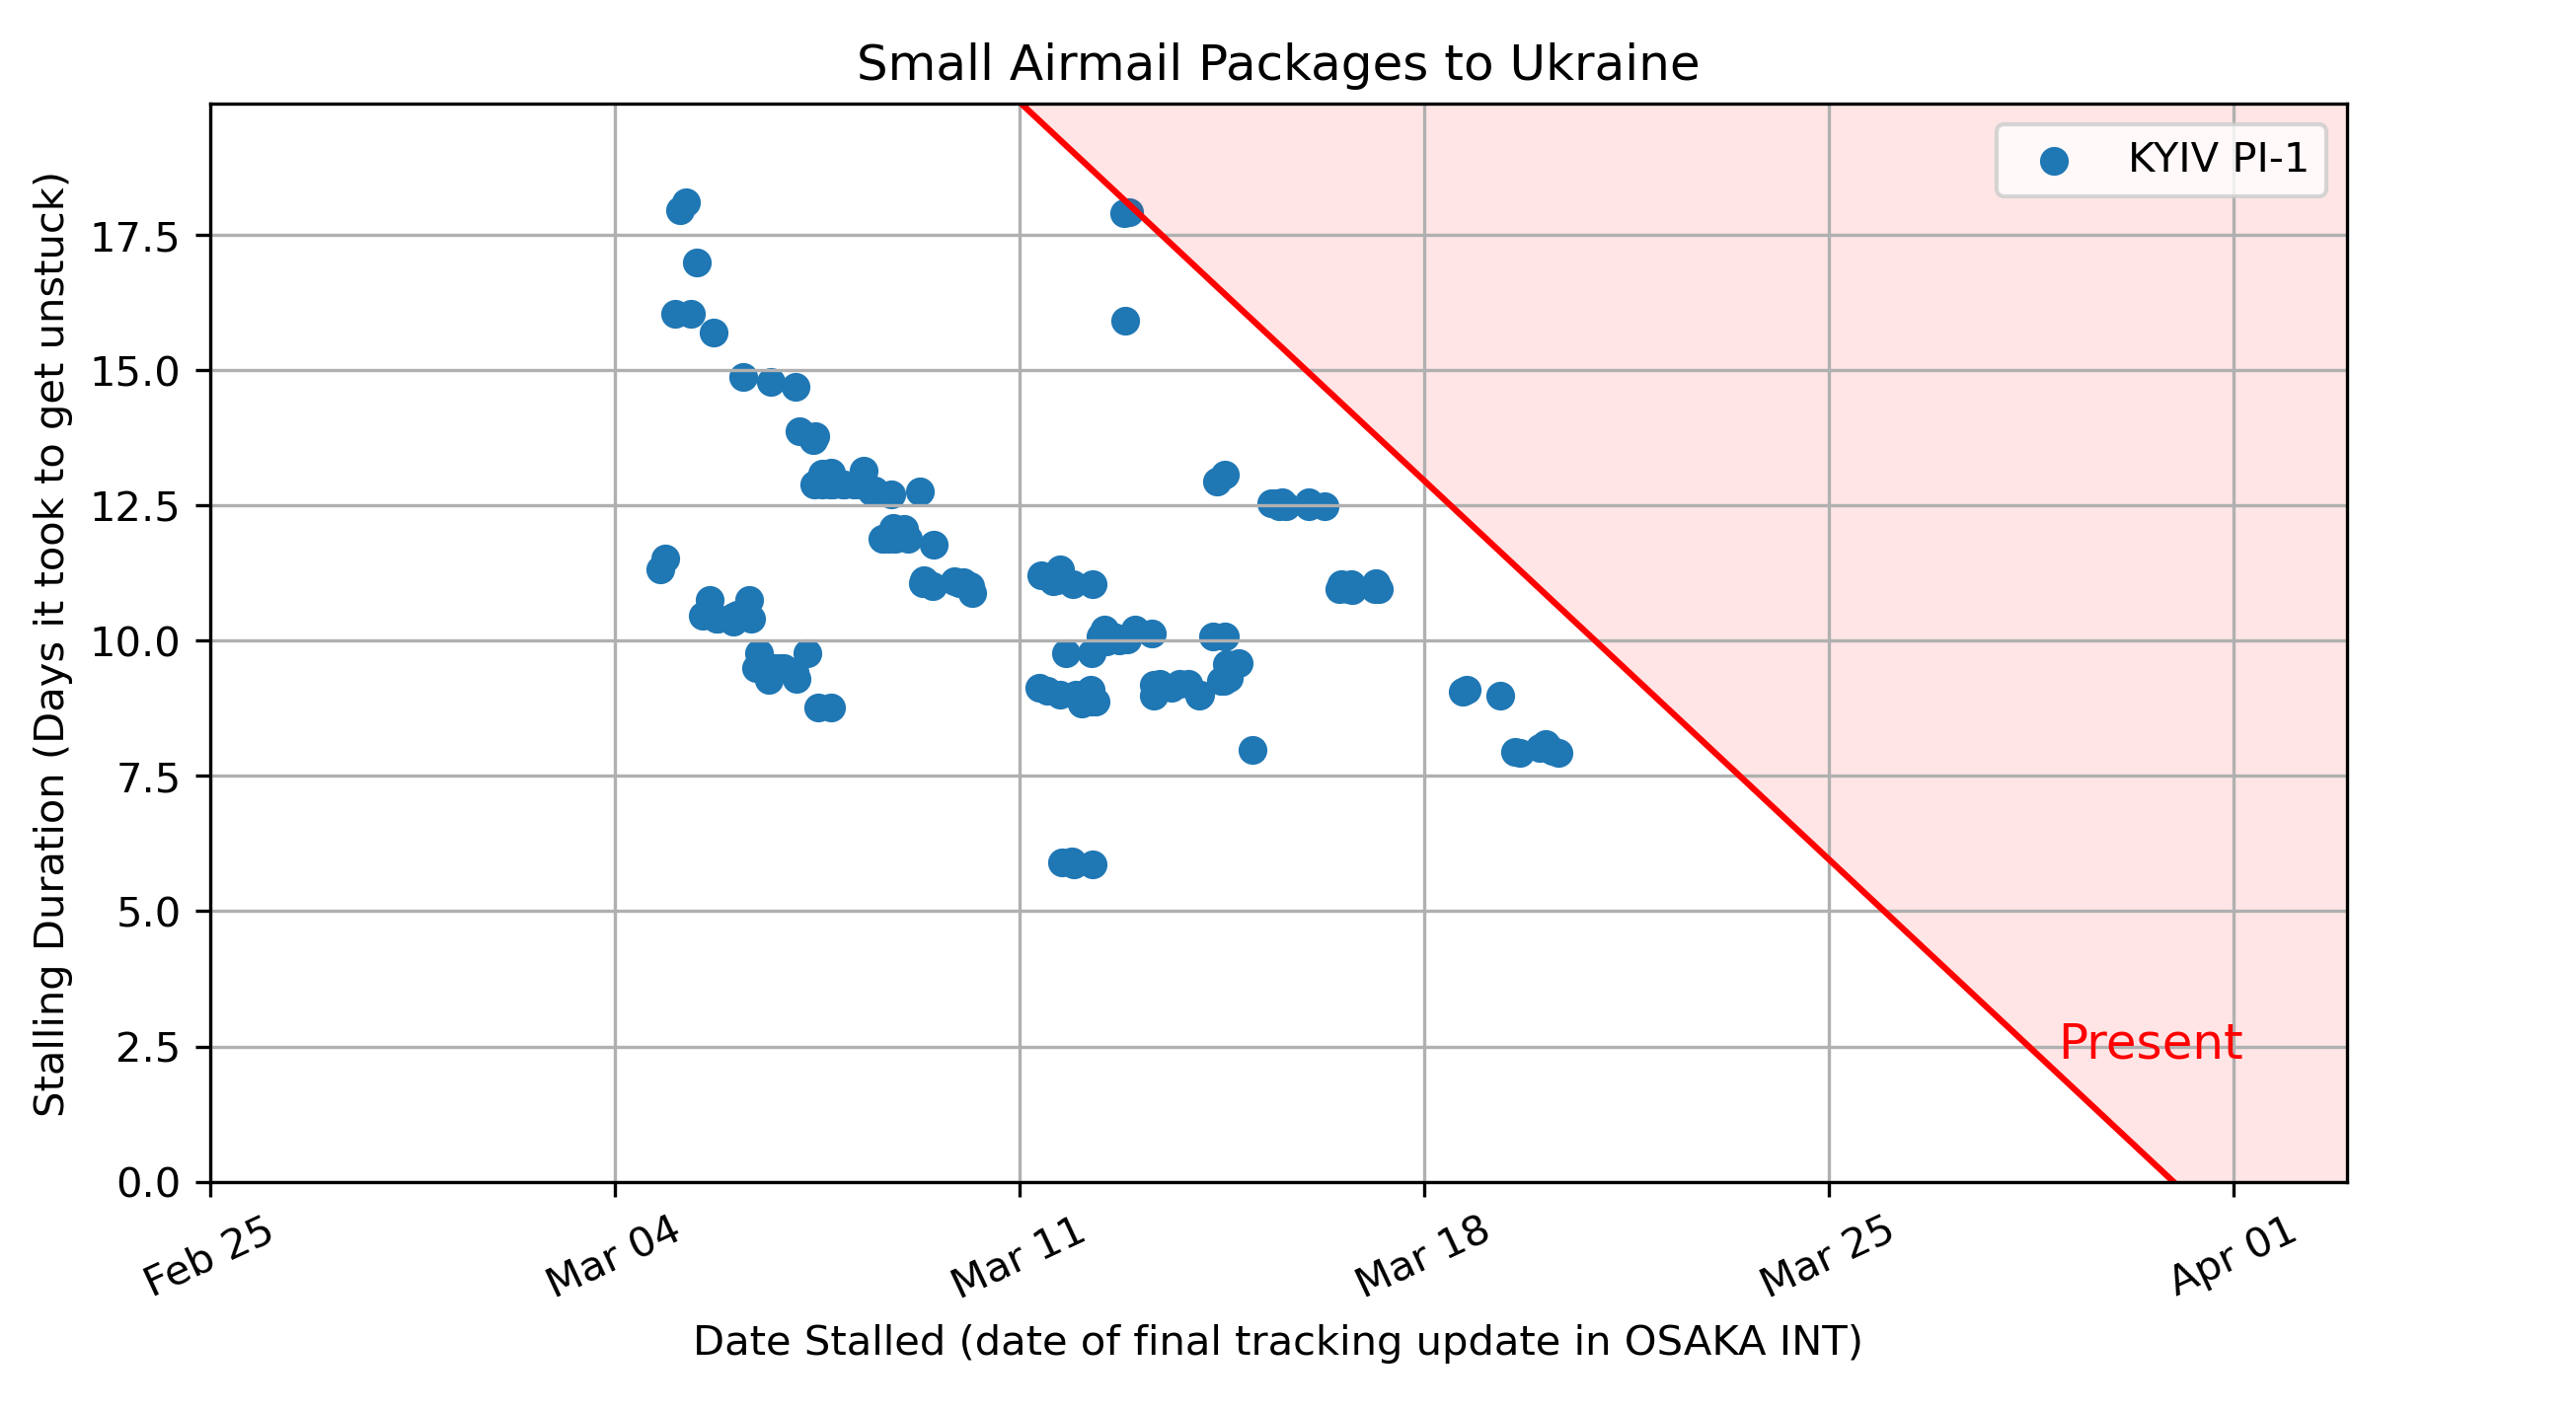 Small Airmail Packages to Ukraine
KYIV PI-1
Stalling Duration (Days it took to get unstuck)
17.5
15.0
12.5
10.0
7.5
5.0
2.5
0.0
Present
Feb 25
Mar 04
Mar 11
Mar 18
Mar 25
Apr 01
Date Stalled (date of final tracking update in OSAKA INT)